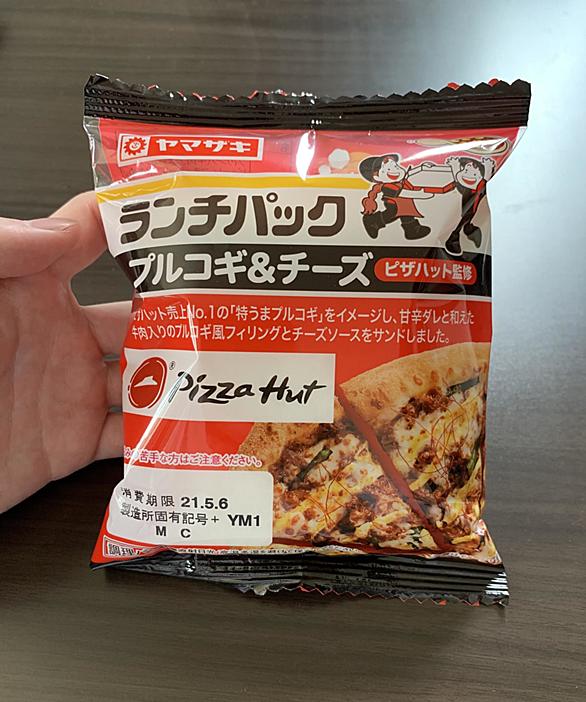 ヤマザキ
ランチパック
プルコギ&チーズ
ピザハット監修
ハット売上No.1の「特うまプルコギ」をイメージし、甘辛ダレと和えた
牛肉入りのプルコギ風フィリングとチーズソースをサンドしました。
® Pizza Hut
苦手な方はご注意ください。
消費期限 21.5.6
製造所固有記号+ YM1
M C
調理